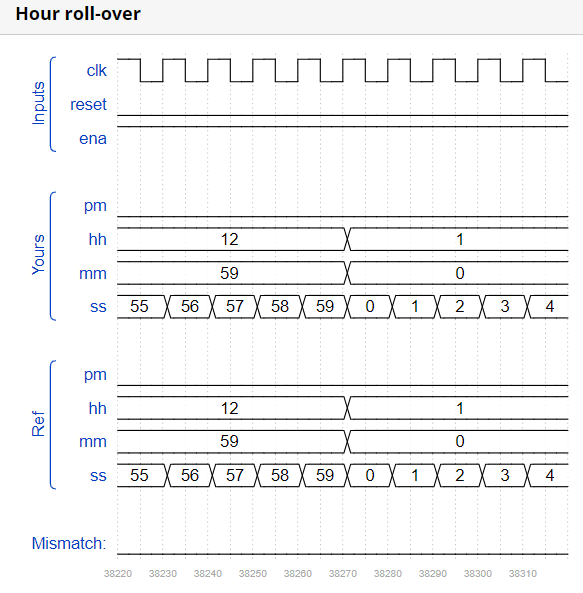 Hour roll-over
Inputs
clk
reset
ena
Yours
pm
hh 12 1
mm 59 0
ss 55 56 57 58 59 0 1 2 3 4
Ref
pm
hh 12 1
mm 59 0
ss 55 56 57 58 59 0 1 2 3 4
Mismatch:
38220 38230 38240 38250 38260 38270 38280 38290 38300 38310